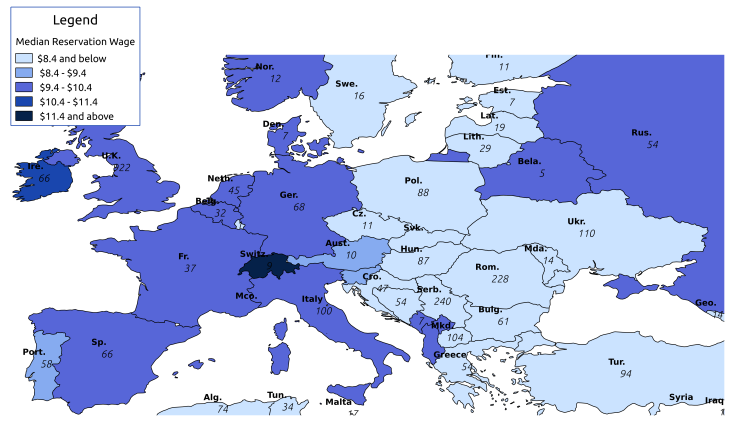 Legend
Median Reservation Wage
$8.4 and below
$8.4 - $9.4
$9.4 - $10.4
$10.4 - $11.4
$11.4 and above
Nor.
12
Swe.
16
Fin.
11
Est.
7
Lat.
19
Lith.
29
Rus.
54
Den.
7
Bela.
5
Ire.
66
U.K.
922
Neth.
45
Belg.
32
Ger.
68
Pol.
88
Cz.
11
Svk.
Ukr.
110
Fr.
37
Switz.
Aust.
10
Hun.
87
Mda.
14
Cro.
47
Rom.
228
Serb.
240
54
Mco.
Italy
100
Bulg.
61
Geo.
14
7
Mkd.
104
Port.
58
Sp.
66
Greece
54
Tur.
94
Alg.
74
Tun.
34
Malta
Syria
Iraq